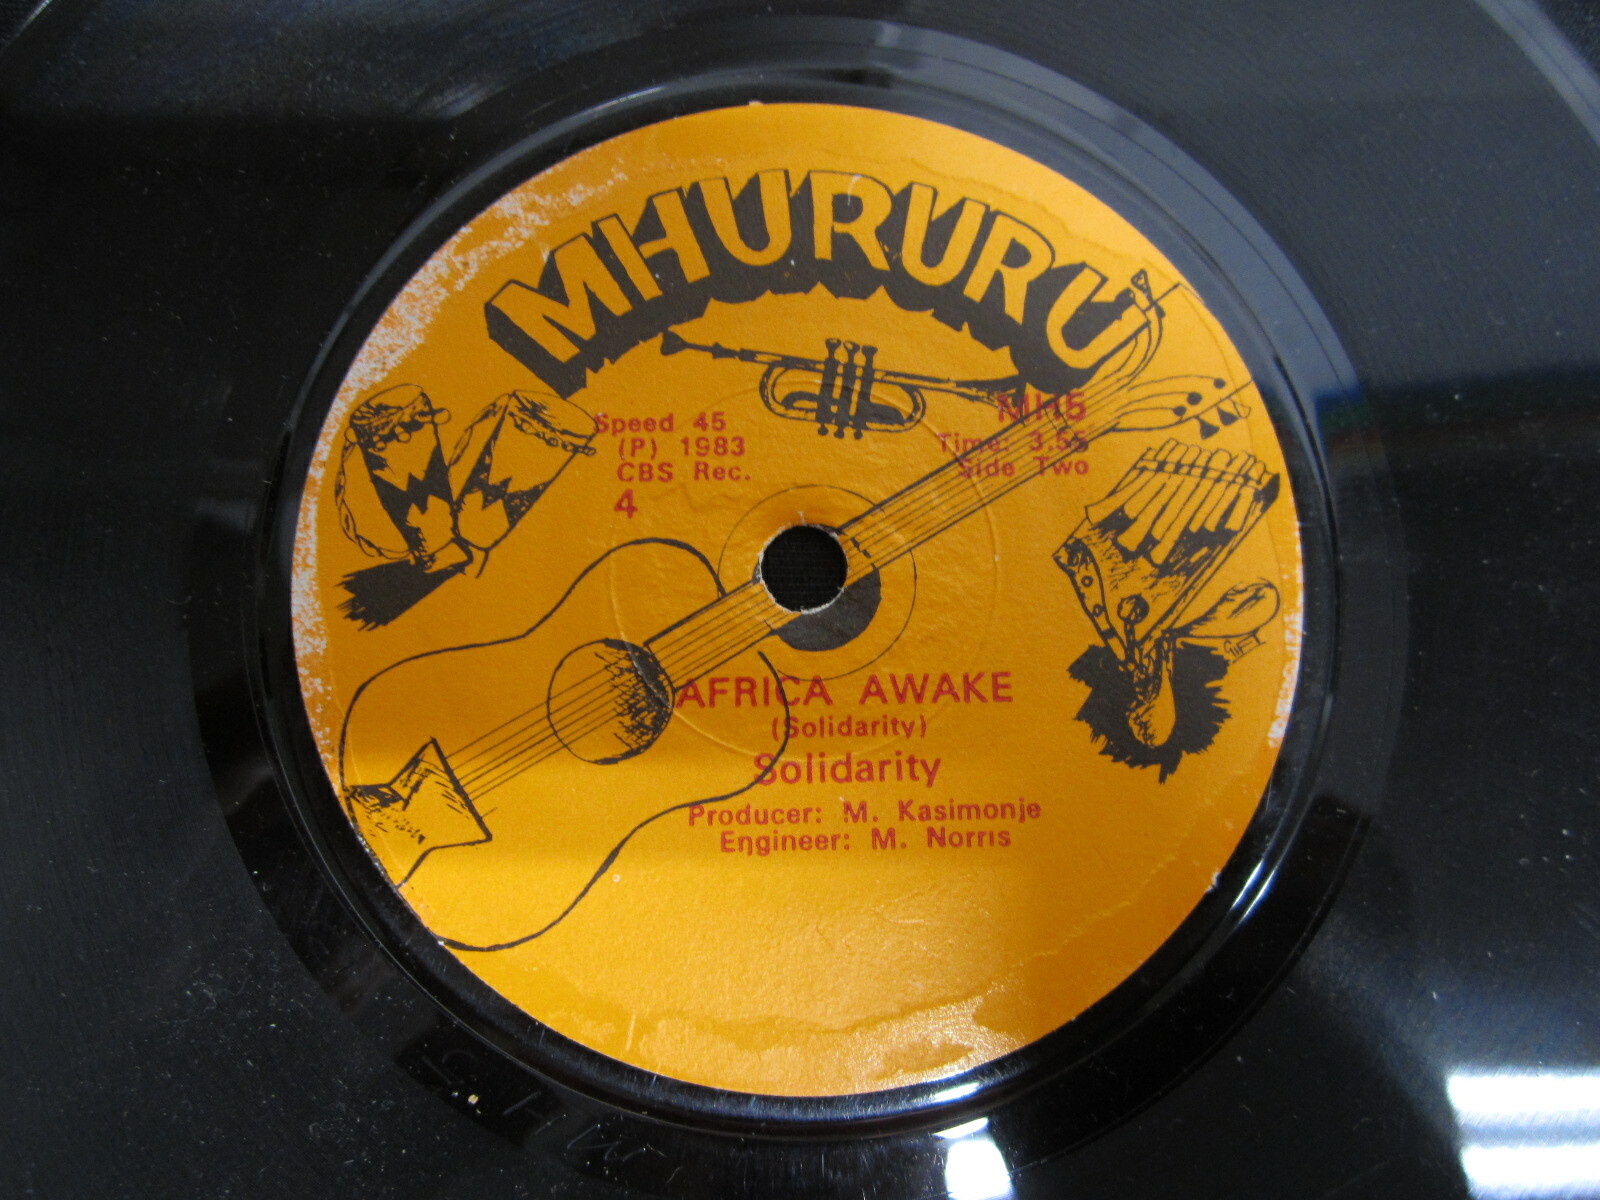 MHURURU
Speed 45
(P) 1983
CBS Rec.
4
MH5
Time: 3.55
Side Two
AFRICA AWAKE
(Solidarity)
Solidarity
Producer: M. Kasimonje
Engineer: M. Norris